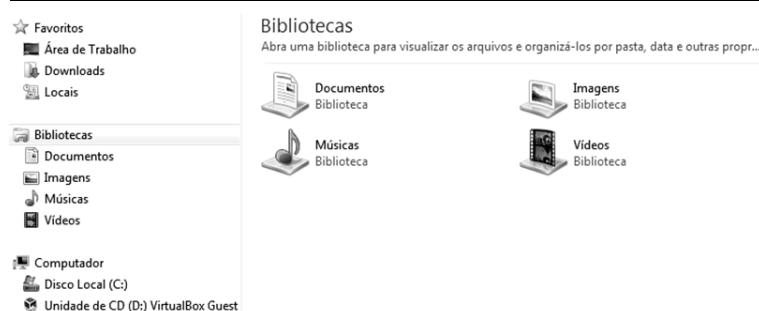 Favoritos
Área de Trabalho
Downloads
Locais
Bibliotecas
Documentos
Imagens
Músicas
Vídeos
Computador
Disco Local (C:)
Unidade de CD (D:) VirtualBox Guest
Bibliotecas
Abra uma biblioteca para visualizar os arquivos e organizá-los por pasta, data e outras propr...
Documentos
Biblioteca
Imagens
Biblioteca
Músicas
Biblioteca
Vídeos
Biblioteca